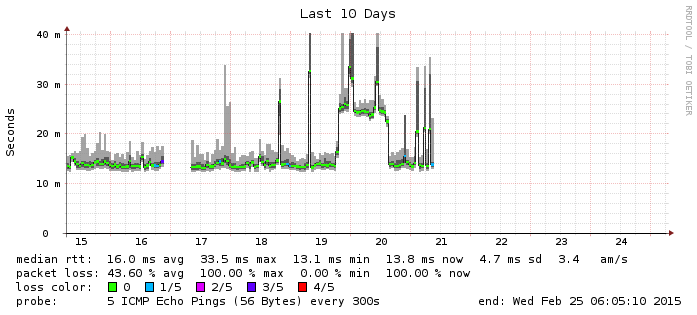 Last 10 Days
RRDTOOL / TOBI OETIKER
Seconds
40 m
30 m
20 m
10 m
0
15 16 17 18 19 20 21 22 23 24
median rtt: 16.0 ms avg 33.5 ms max 13.1 ms min 13.8 ms now 4.7 ms sd 3.4 am/s
packet loss: 43.60 % avg 100.00 % max 0.00 % min 100.00 % now
loss color: 0 1/5 2/5 3/5 4/5
probe: 5 ICMP Echo Pings (56 Bytes) every 300s end: Wed Feb 25 06:05:10 2015